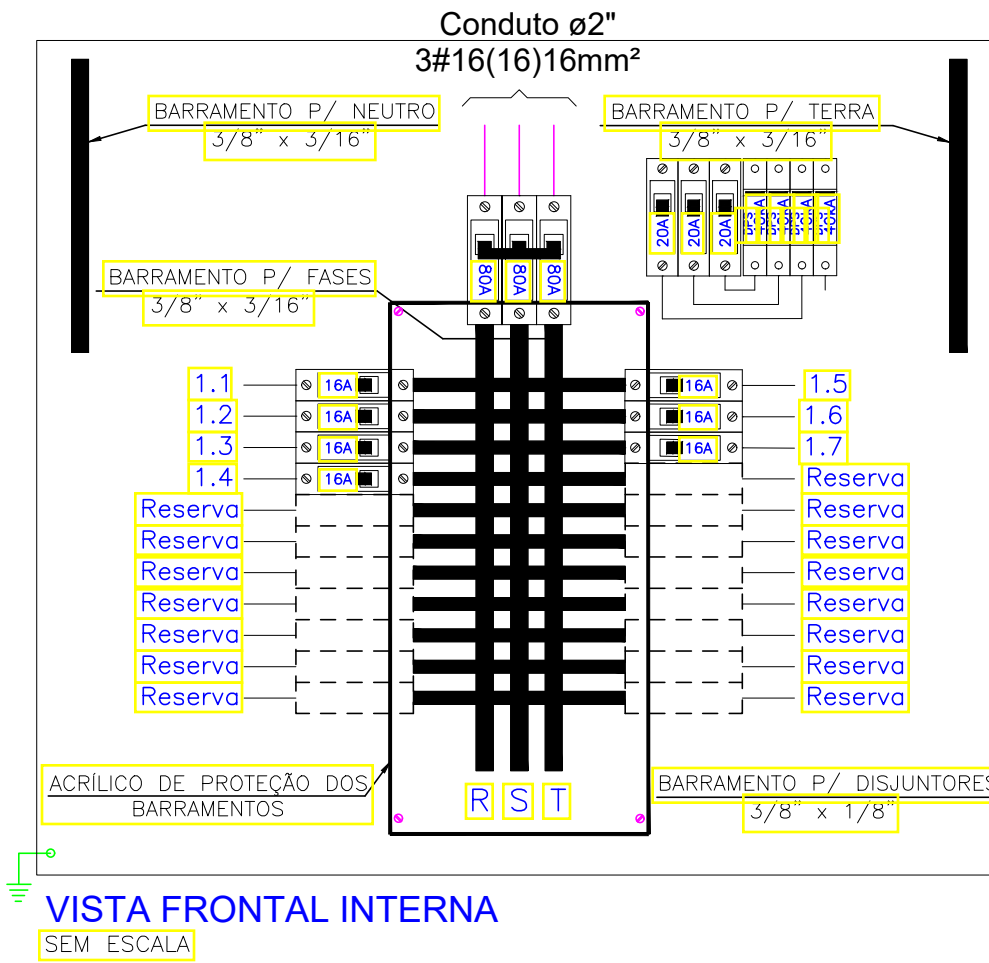 Conduto ø2"
3#16(16)16mm²
BARRAMENTO P/ NEUTRO
3/8" x 3/16"
BARRAMENTO P/ TERRA
3/8" x 3/16"
20A
20A
20A
80A
80A
80A
BARRAMENTO P/ FASES
3/8" x 3/16"
1.1 16A 16A 1.5
1.2 16A 16A 1.6
1.3 16A 16A 1.7
1.4 16A Reserva
Reserva Reserva
Reserva Reserva
Reserva Reserva
Reserva Reserva
Reserva Reserva
Reserva Reserva
Reserva Reserva
ACRÍLICO DE PROTEÇÃO DOS
BARRAMENTOS
R S T
BARRAMENTO P/ DISJUNTORES
3/8" x 1/8"
VISTA FRONTAL INTERNA
SEM ESCALA